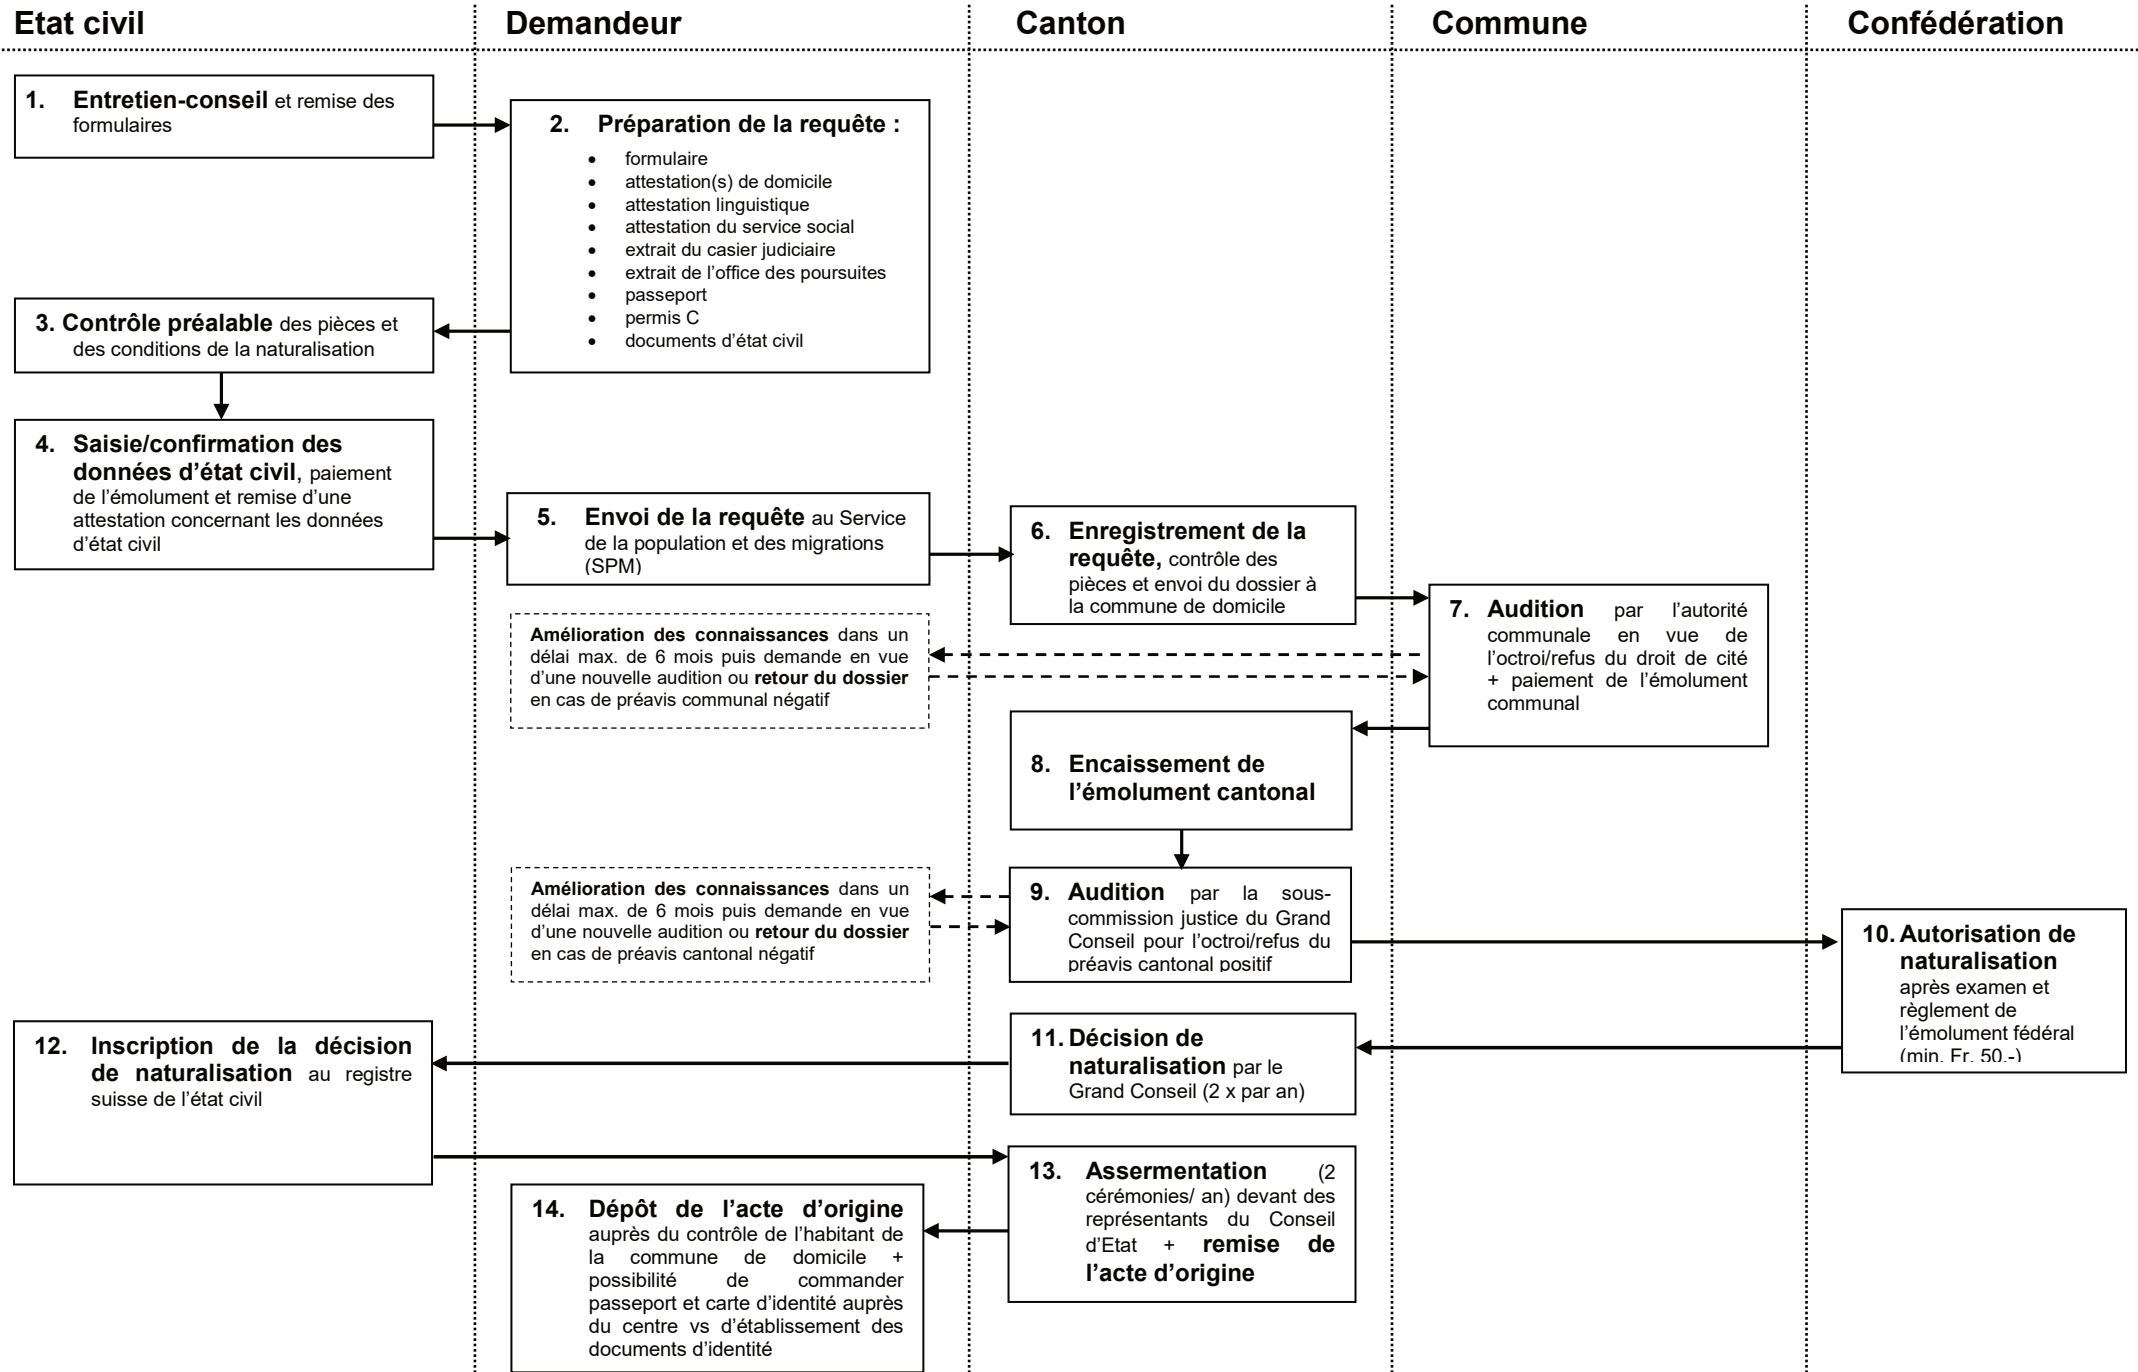 Etat civil
Demandeur
Canton
Commune
Confédération
1. Entretien-conseil et remise des
formulaires
2. Préparation de la requête :
• formulaire
• attestation(s) de domicile
• attestation linguistique
• attestation du service social
• extrait du casier judiciaire
• extrait de l’office des poursuites
• passeport
• permis C
• documents d’état civil
3. Contrôle préalable des pièces et
des conditions de la naturalisation
4. Saisie/confirmation des
données d’état civil, paiement
de l’émolument et remise d’une
attestation concernant les données
d’état civil
5. Envoi de la requête au Service
de la population et des migrations
(SPM)
6. Enregistrement de la
requête, contrôle des
pièces et envoi du dossier à
la commune de domicile
7. Audition par l’autorité
communale en vue de
l’octroi/refus du droit de cité
+ paiement de l’émolument
communal
Amélioration des connaissances dans un
délai max. de 6 mois puis demande en vue
d’une nouvelle audition ou retour du dossier
en cas de préavis communal négatif
8. Encaissement de
l’émolument cantonal
Amélioration des connaissances dans un
délai max. de 6 mois puis demande en vue
d’une nouvelle audition ou retour du dossier
en cas de préavis cantonal négatif
9. Audition par la sous-
commission justice du Grand
Conseil pour l’octroi/refus du
préavis cantonal positif
10. Autorisation de
naturalisation
après examen et
règlement de
l’émolument fédéral
(min. Fr. 50.-)
11. Décision de
naturalisation par le
Grand Conseil (2 x par an)
12. Inscription de la décision
de naturalisation au registre
suisse de l’état civil
13. Assermentation (2
cérémonies/ an) devant des
représentants du Conseil
d’Etat + remise de
l’acte d’origine
14. Dépôt de l’acte d’origine
auprès du contrôle de l’habitant de
la commune de domicile +
possibilité de commander
passeport et carte d’identité auprès
du centre vs d’établissement des
documents d’identité